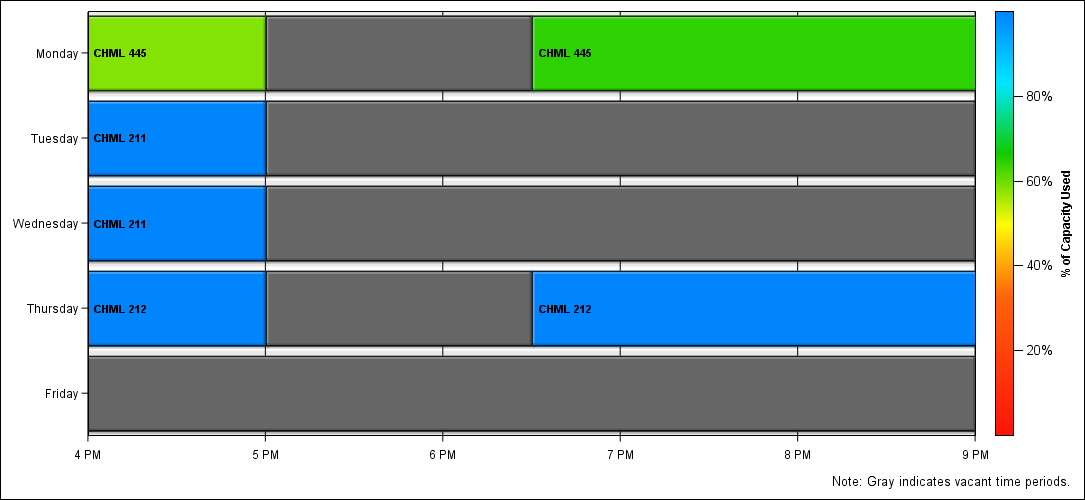 Monday CHML 445 CHML 445
80%
Tuesday CHML 211
60%
% of Capacity Used
Wednesday CHML 211
40%
Thursday CHML 212 CHML 212
20%
Friday
4 PM 5 PM 6 PM 7 PM 8 PM 9 PM
Note: Gray indicates vacant time periods.